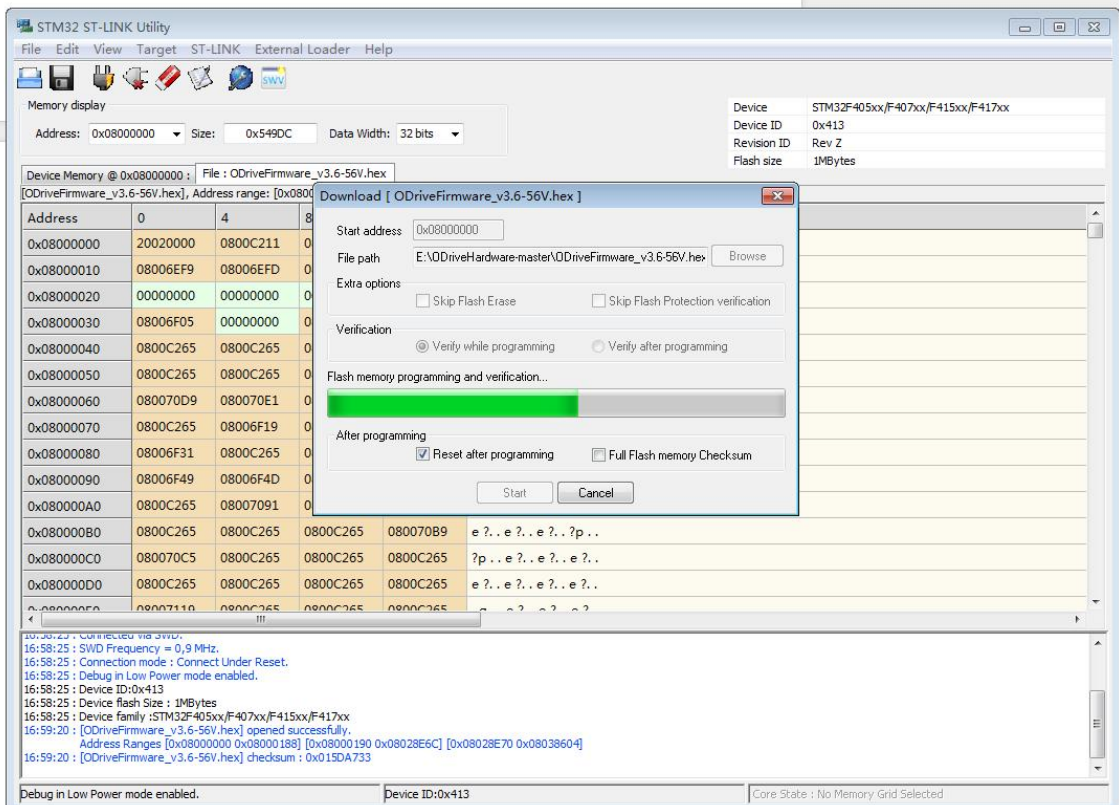 STM32 ST-LINK Utility
File Edit View Target ST-LINK External Loader Help
Memory display
Address: 0x08000000 Size: 0x549DC Data Width: 32 bits
Device STM32F405xx/F407xx/F415xx/F417xx
Device ID 0x413
Revision ID Rev Z
Flash size 1MBytes
Device Memory @ 0x08000000 : File : ODriveFirmware_v3.6-56V.hex
[ODriveFirmware_v3.6-56V.hex], Address range: [0x0800
Address 0 4 8
0x08000000 20020000 0800C211
0x08000010 08006EF9 08006EFD
0x08000020 00000000 00000000
0x08000030 08006F05 00000000
0x08000040 0800C265 0800C265
0x08000050 0800C265 0800C265
0x08000060 080070D9 080070E1
0x08000070 0800C265 08006F19
0x08000080 08006F31 0800C265
0x08000090 08006F49 08006F4D
0x080000A0 0800C265 08007091
0x080000B0 0800C265 0800C265 0800C265 080070B9 e ?. . e ?. . e ?. . ?p . .
0x080000C0 080070C5 0800C265 0800C265 0800C265 ?p . . e ?. . e ?. . e ?. .
0x080000D0 0800C265 0800C265 0800C265 0800C265 e ?. . e ?. . e ?. . e ?. .
Download [ ODriveFirmware_v3.6-56V.hex ]
Start address 0x08000000
File path E:\ODriveHardware-master\ODriveFirmware_v3.6-56V.hex Browse
Extra options
Skip Flash Erase Skip Flash Protection verification
Verification
Verify while programming Verify after programming
Flash memory programming and verification...
After programming
Reset after programming Full Flash memory Checksum
Start Cancel
16:58:25 : Connected via SWD.
16:58:25 : SWD Frequency = 0,9 MHz.
16:58:25 : Connection mode : Connect Under Reset.
16:58:25 : Debug in Low Power mode enabled.
16:58:25 : Device ID:0x413
16:58:25 : Device flash Size : 1MBytes
16:58:25 : Device family :STM32F405xx/F407xx/F415xx/F417xx
16:59:20 : [ODriveFirmware_v3.6-56V.hex] opened successfully.
Address Ranges [0x08000000 0x08000188] [0x08000190 0x08028E6C] [0x08028E70 0x08038604]
16:59:20 : [ODriveFirmware_v3.6-56V.hex] checksum : 0x015DA733
Debug in Low Power mode enabled. Device ID:0x413 Core State : No Memory Grid Selected